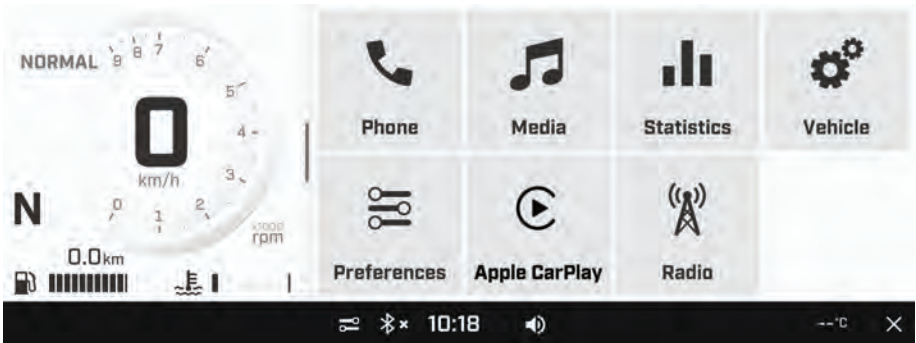 NORMAL
9 8 7 6 5 4 3 2 1 0
0
km/h
x1000
rpm
N
0.0km
Phone
Media
Statistics
Vehicle
Preferences
Apple CarPlay
Radio
10:18
--°C